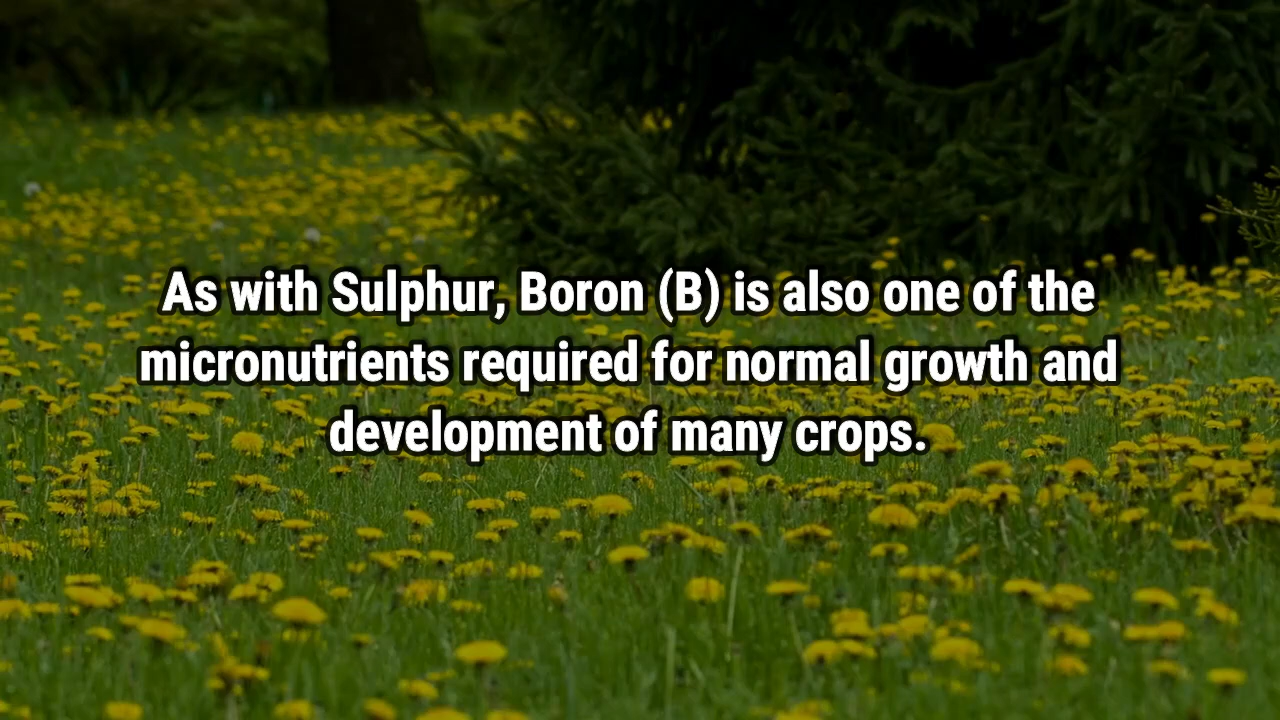 As with Sulphur, Boron (B) is also one of the
micronutrients required for normal growth and
development of many crops.